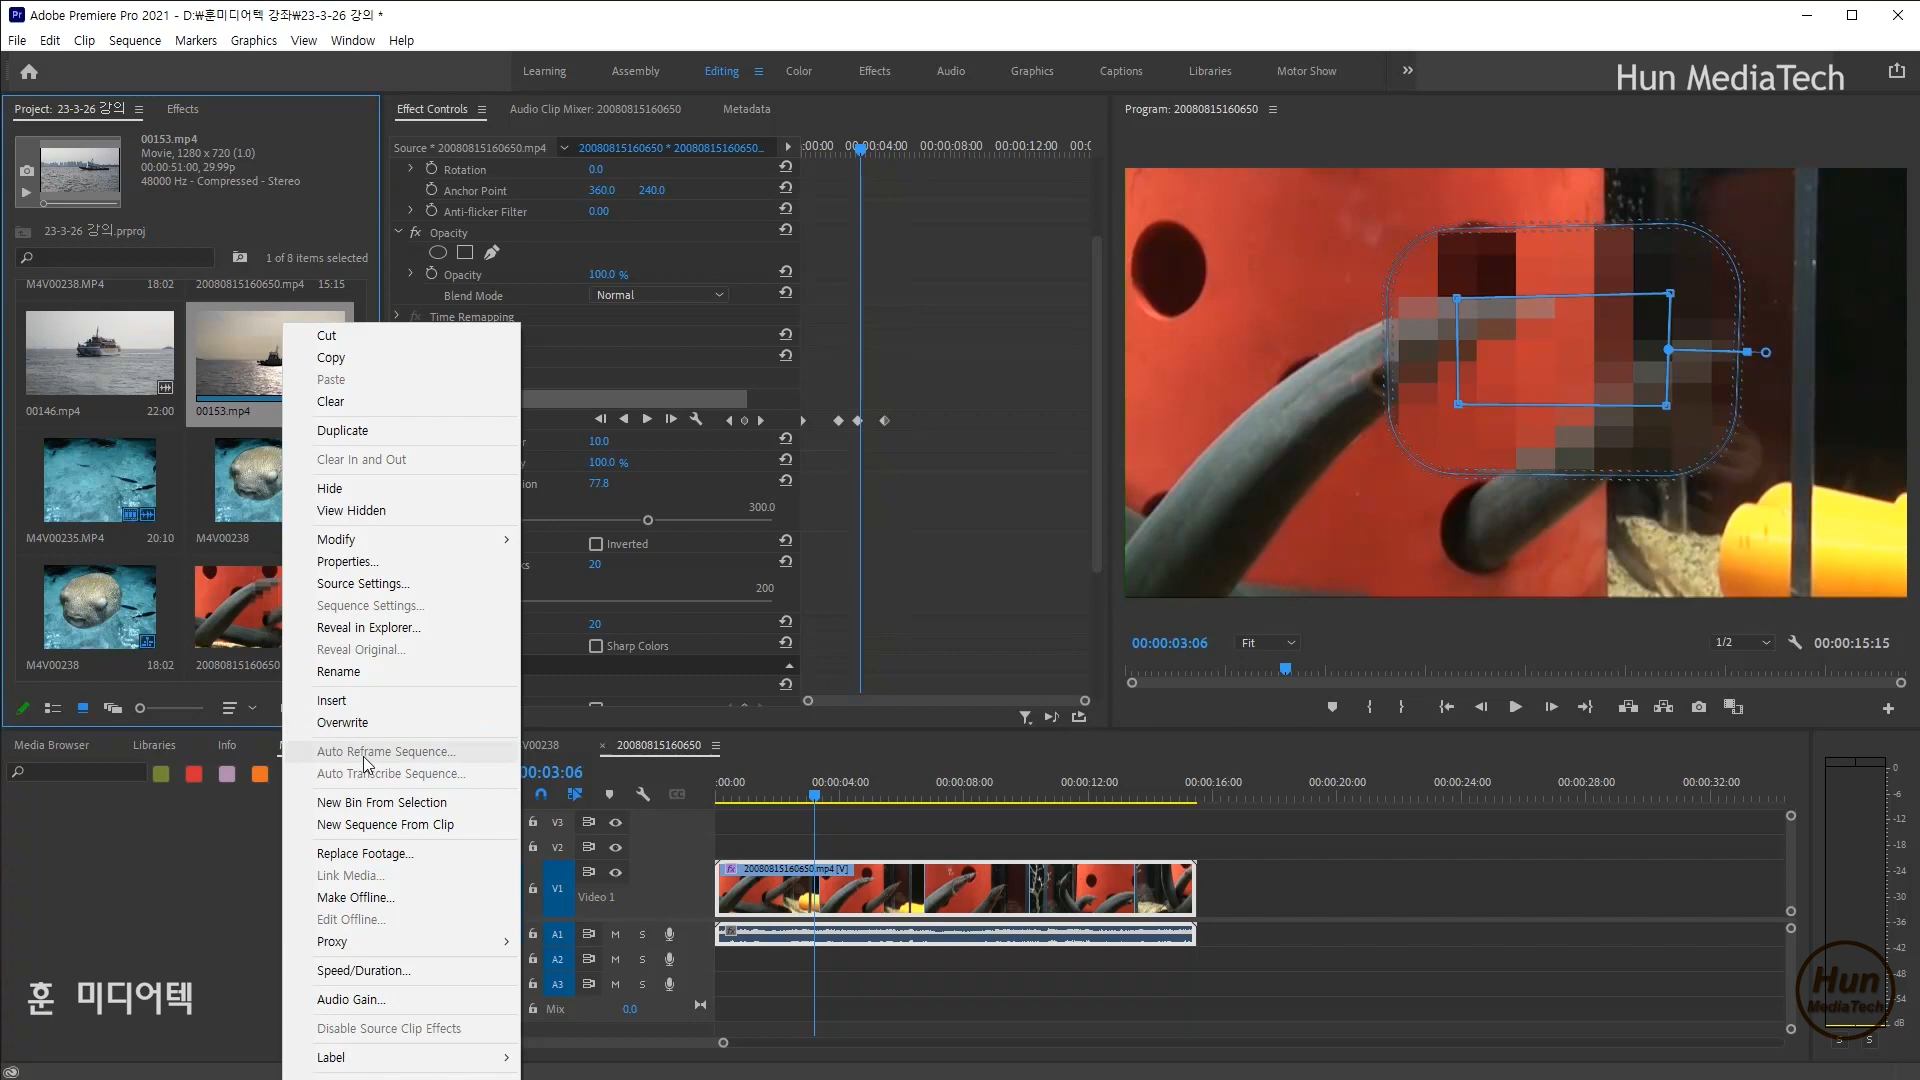 Adobe Premiere Pro 2021 - D:₩훈미디어텍 강좌₩23-3-26 강의 *
File Edit Clip Sequence Markers Graphics View Window Help
Learning Assembly Editing Color Effects Audio Graphics Captions Libraries Motor Show
Hun MediaTech
Project: 23-3-26 강의 Effects
00153.mp4
Movie, 1280 x 720 (1.0)
00:00:51:00, 29.99p
48000 Hz - Compressed - Stereo
23-3-26 강의.prproj
1 of 8 items selected
M4V00238.MP4 18:02 20080815160650.mp4 15:15
00146.mp4 22:00 00153.mp4
M4V00235.MP4 20:10 M4V00238
M4V00238 18:02 20080815160650
Effect Controls Audio Clip Mixer: 20080815160650 Metadata
Source * 20080815160650.mp4 20080815160650 * 20080815160650...
:00:00 00:00:04:00 00:00:08:00 00:00:12:00 00:0
Rotation 0.0
Anchor Point 360.0 240.0
Anti-flicker Filter 0.00
fx Opacity
Opacity 100.0 %
Blend Mode Normal
fx Time Remapping
10.0
100.0 %
ion 77.8
300.0
Inverted
20
200
20
Sharp Colors
Cut
Copy
Paste
Clear
Duplicate
Clear In and Out
Hide
View Hidden
Modify
Properties...
Source Settings...
Sequence Settings...
Reveal in Explorer...
Reveal Original...
Rename
Insert
Overwrite
Auto Reframe Sequence...
Auto Transcribe Sequence...
New Bin From Selection
New Sequence From Clip
Replace Footage...
Link Media...
Make Offline...
Edit Offline...
Proxy
Speed/Duration...
Audio Gain...
Disable Source Clip Effects
Label
Program: 20080815160650
00:00:03:06 Fit 1/2 00:00:15:15
Media Browser Libraries Info
훈 미디어텍
V00238 × 20080815160650
00:03:06
:00:00 00:00:04:00 00:00:08:00 00:00:12:00 00:00:16:00 00:00:20:00 00:00:24:00 00:00:28:00 00:00:32:00
V3
V2
V1 Video 1
fx 20080815160650.mp4 [V]
A1 M S
A2 M S
A3 M S
Mix 0.0
0
-6
-12
-18
-24
-30
-36
-42
-48
-54
dB
S S
Hun
MediaTech